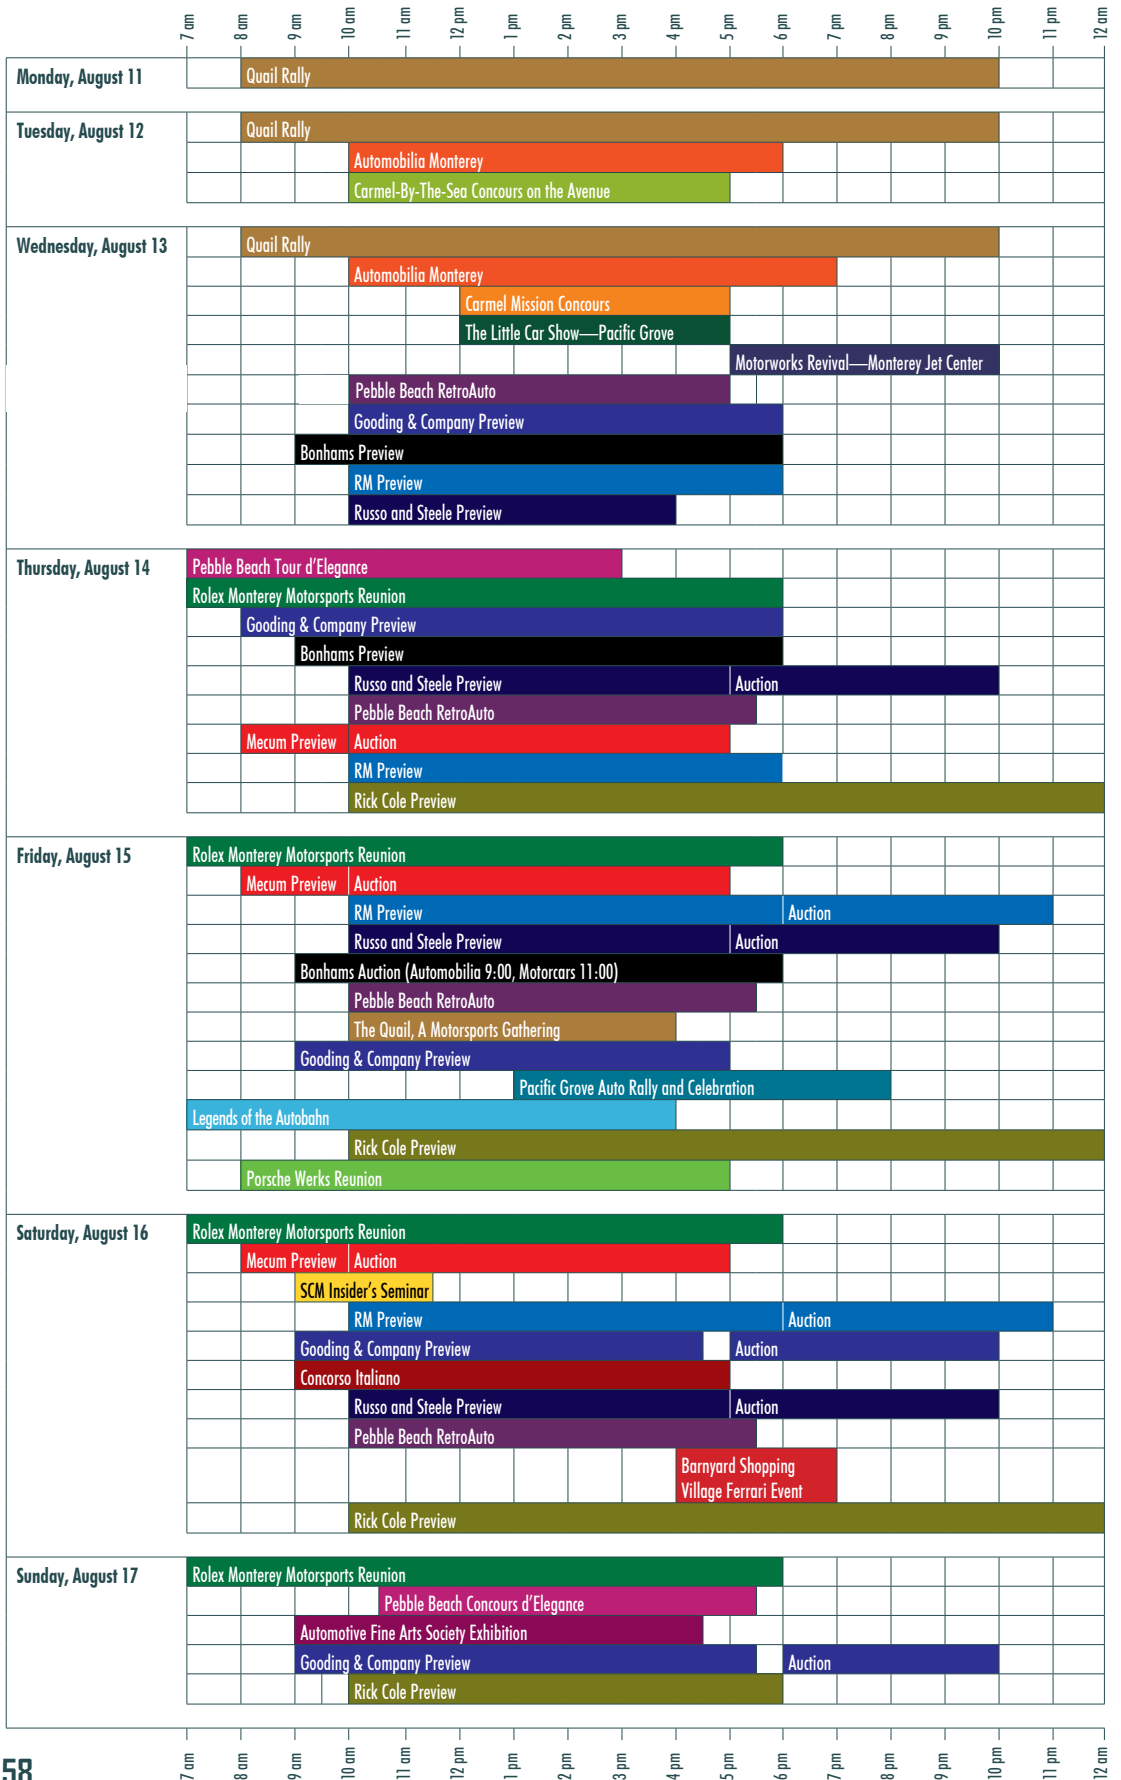 7 am 8 am 9 am 10 am 11 am 12 pm 1 pm 2 pm 3 pm 4 pm 5 pm 6 pm 7 pm 8 pm 9 pm 10 pm 11 pm 12 am
Monday, August 11
Quail Rally
Tuesday, August 12
Quail Rally
Automobilia Monterey
Carmel-By-The-Sea Concours on the Avenue
Wednesday, August 13
Quail Rally
Automobilia Monterey
Carmel Mission Concours
The Little Car Show—Pacific Grove
Motorworks Revival—Monterey Jet Center
Pebble Beach RetroAuto
Gooding & Company Preview
Bonhams Preview
RM Preview
Russo and Steele Preview
Thursday, August 14
Pebble Beach Tour d'Elegance
Rolex Monterey Motorsports Reunion
Gooding & Company Preview
Bonhams Preview
Russo and Steele Preview Auction
Pebble Beach RetroAuto
Mecum Preview Auction
RM Preview
Rick Cole Preview
Friday, August 15
Rolex Monterey Motorsports Reunion
Mecum Preview Auction
RM Preview Auction
Russo and Steele Preview Auction
Bonhams Auction (Automobilia 9:00, Motorcars 11:00)
Pebble Beach RetroAuto
The Quail, A Motorsports Gathering
Gooding & Company Preview
Pacific Grove Auto Rally and Celebration
Legends of the Autobahn
Rick Cole Preview
Porsche Werks Reunion
Saturday, August 16
Rolex Monterey Motorsports Reunion
Mecum Preview Auction
SCM Insider's Seminar
RM Preview Auction
Gooding & Company Preview Auction
Concorso Italiano
Russo and Steele Preview Auction
Pebble Beach RetroAuto
Barnyard Shopping
Village Ferrari Event
Rick Cole Preview
Sunday, August 17
Rolex Monterey Motorsports Reunion
Pebble Beach Concours d'Elegance
Automotive Fine Arts Society Exhibition
Gooding & Company Preview Auction
Rick Cole Preview
7 am 8 am 9 am 10 am 11 am 12 pm 1 pm 2 pm 3 pm 4 pm 5 pm 6 pm 7 pm 8 pm 9 pm 10 pm 11 pm 12 am
58